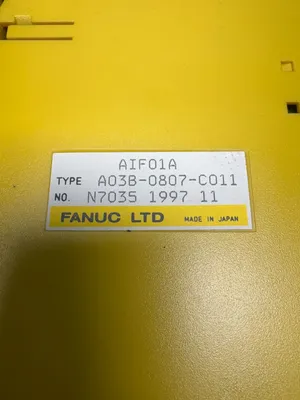 AIF01A
TYPE A03B-0807-C011
NO. N7035 1997 11
FANUC LTD MADE IN JAPAN